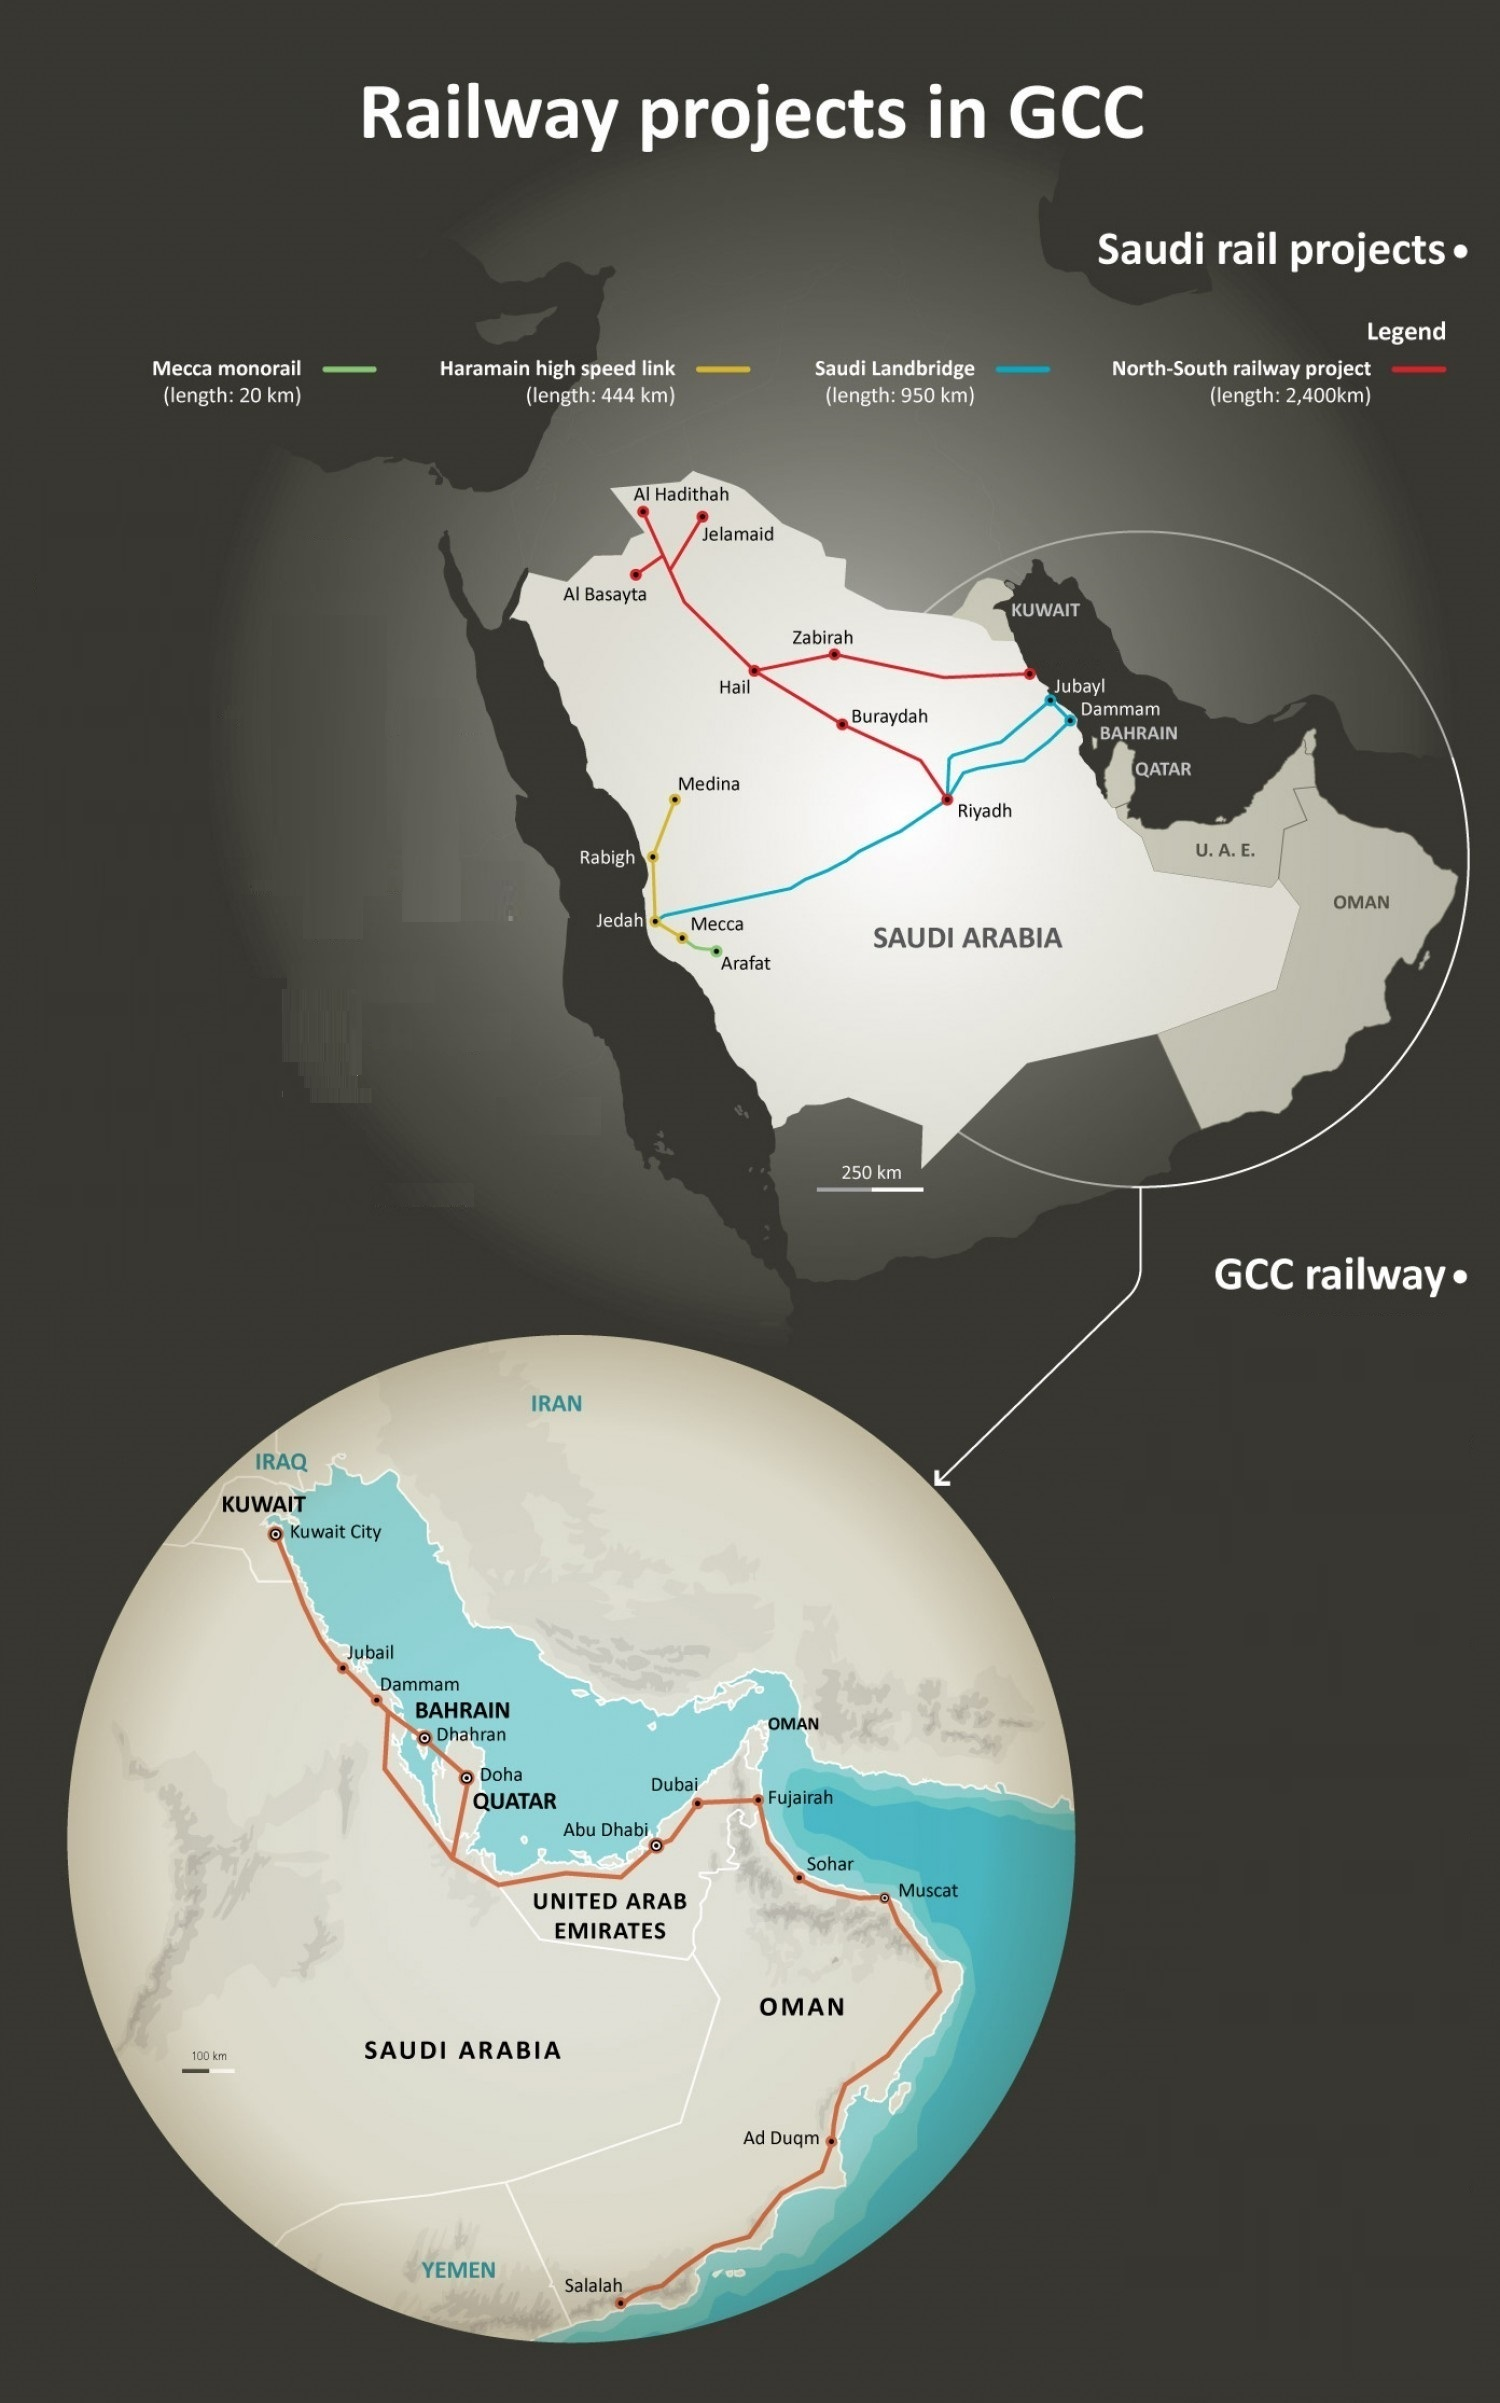 Railway projects in GCC
Saudi rail projects •
Legend
Mecca monorail
(length: 20 km)
Haramain high speed link
(length: 444 km)
Saudi Landbridge
(length: 950 km)
North-South railway project
(length: 2,400km)
Al Hadithah
Jelamaid
Al Basayta
KUWAIT
Zabirah
Hail
Jubayl
Dammam
Buraydah
BAHRAIN
QATAR
Medina
Riyadh
Rabigh
U. A. E.
OMAN
Jedah
Mecca
SAUDI ARABIA
Arafat
250 km
GCC railway •
IRAN
IRAQ
KUWAIT
Kuwait City
Jubail
Dammam
BAHRAIN
Dhahran
OMAN
Doha
QUATAR
Dubai
Fujairah
Abu Dhabi
Sohar
Muscat
UNITED ARAB
EMIRATES
OMAN
SAUDI ARABIA
100 km
Ad Duqm
YEMEN
Salalah